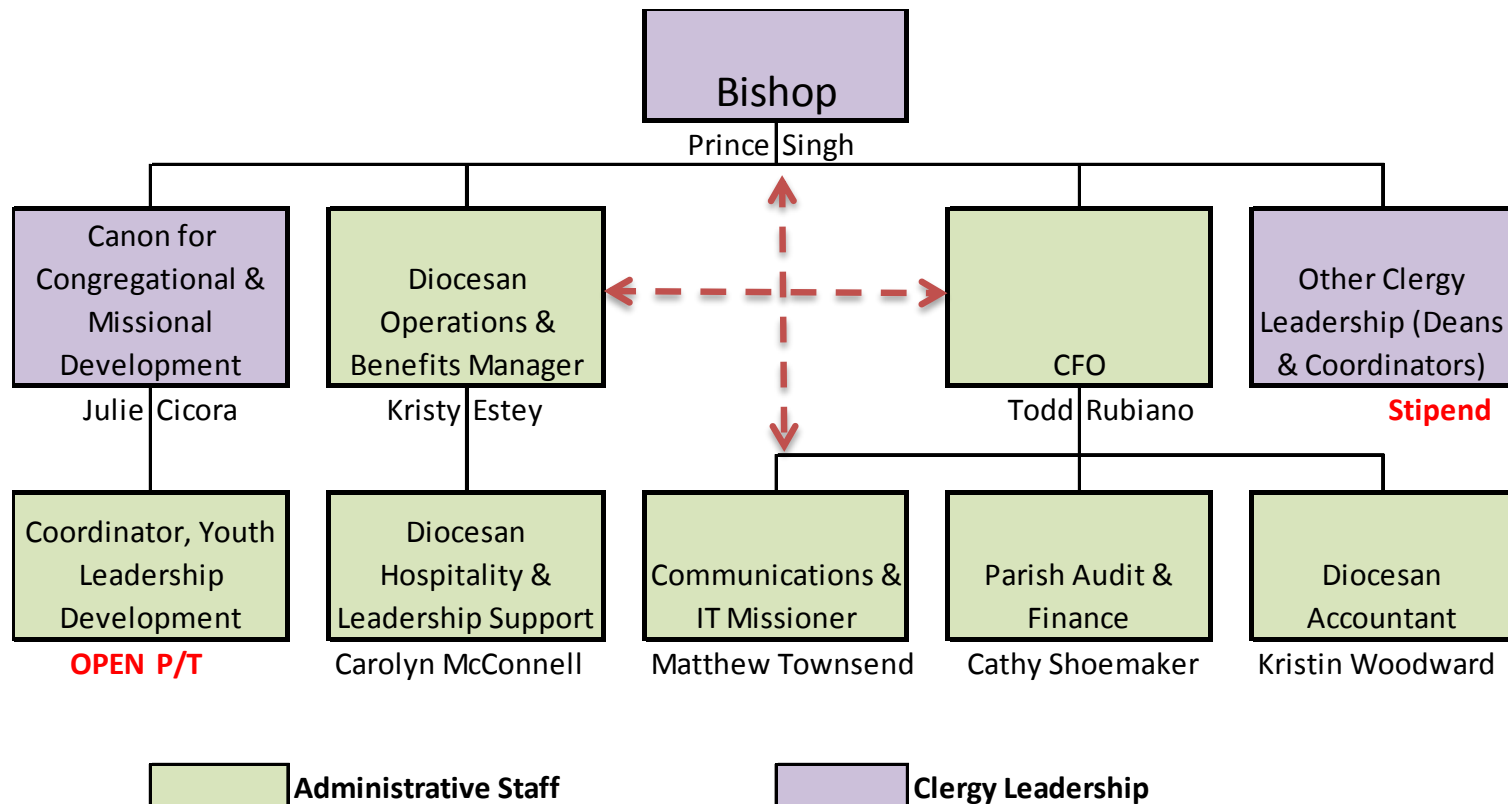 Bishop
Prince Singh
Canon for
Congregational &
Missional
Development
Julie Cicora
Diocesan
Operations &
Benefits Manager
Kristy Estey
CFO
Todd Rubiano
Other Clergy
Leadership (Deans
& Coordinators)
Stipend
Coordinator, Youth
Leadership
Development
OPEN P/T
Diocesan
Hospitality &
Leadership Support
Carolyn McConnell
Communications &
IT Missioner
Matthew Townsend
Parish Audit &
Finance
Cathy Shoemaker
Diocesan
Accountant
Kristin Woodward
Administrative Staff
Clergy Leadership